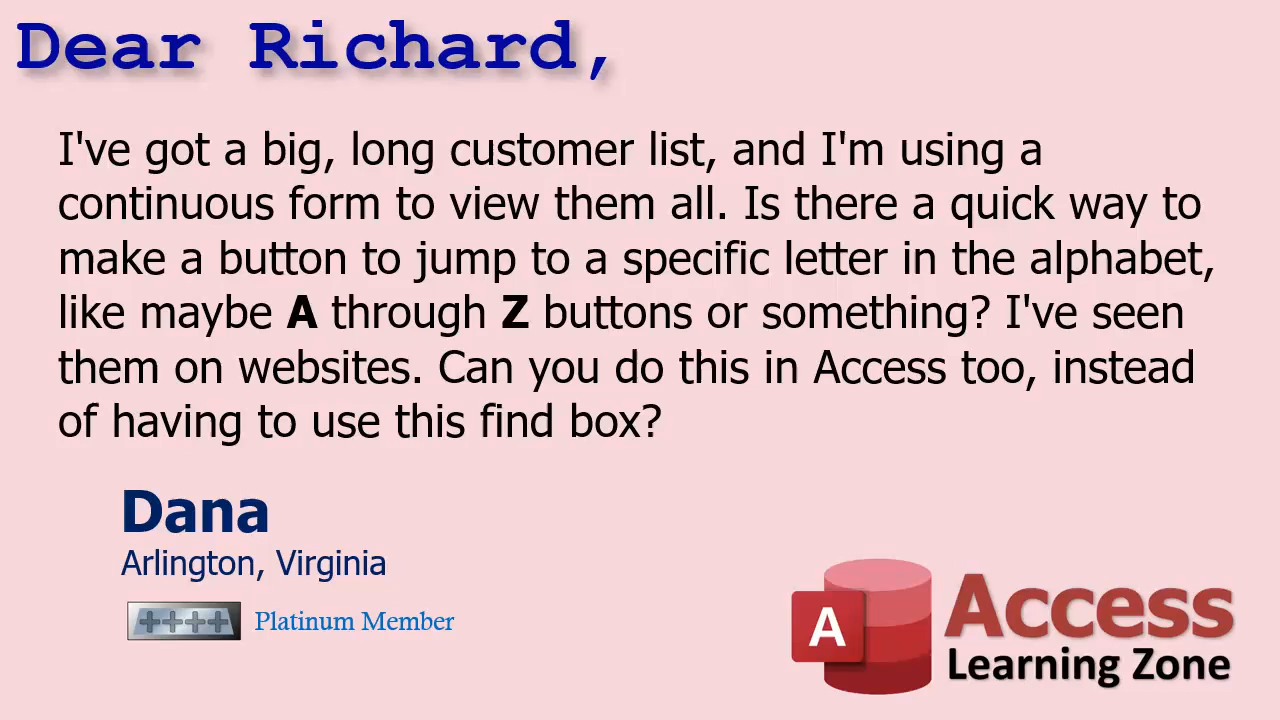 Dear Richard,
I've got a big, long customer list, and I'm using a
continuous form to view them all. Is there a quick way to
make a button to jump to a specific letter in the alphabet,
like maybe A through Z buttons or something? I've seen
them on websites. Can you do this in Access too, instead
of having to use this find box?
Dana
Arlington, Virginia
Platinum Member
A
Access
Learning Zone